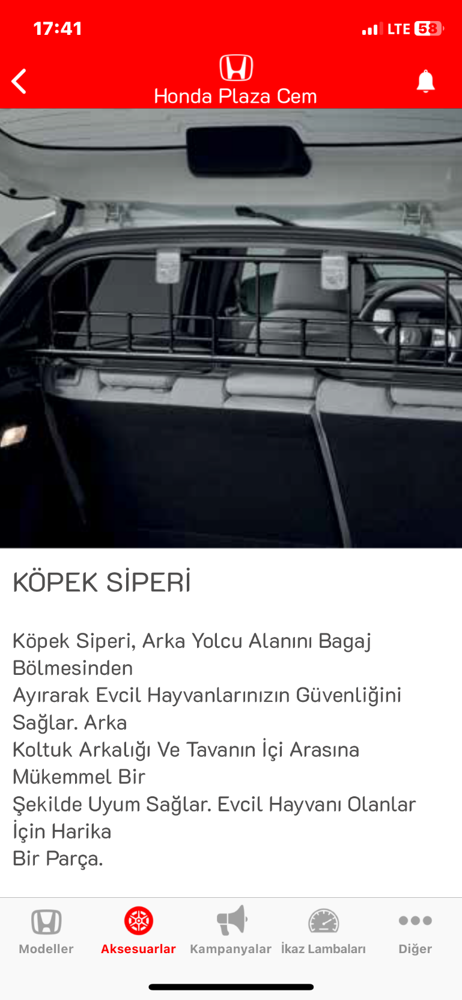 17:41
LTE 58
Honda Plaza Cem
KÖPEK SİPERİ
Köpek Siperi, Arka Yolcu Alanını Bagaj
Bölmesinden
Ayırarak Evcil Hayvanlarınızın Güvenliğini
Sağlar. Arka
Koltuk Arkalığı Ve Tavanın İçi Arasına
Mükemmel Bir
Şekilde Uyum Sağlar. Evcil Hayvanı Olanlar
İçin Harika
Bir Parça.
Modeller Aksesuarlar Kampanyalar İkaz Lambaları Diğer